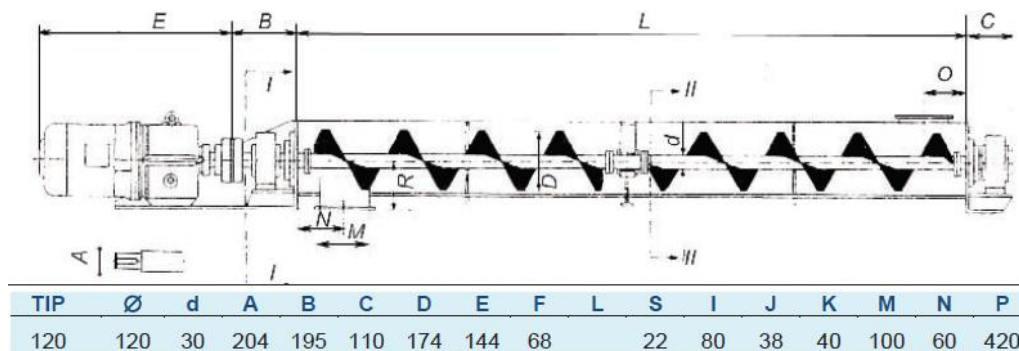 E B L C
I II O
d
R D
N
M
A
I II
TIP Ø d A B C D E F L S I J K M N P
120 120 30 204 195 110 174 144 68 22 80 38 40 100 60 420